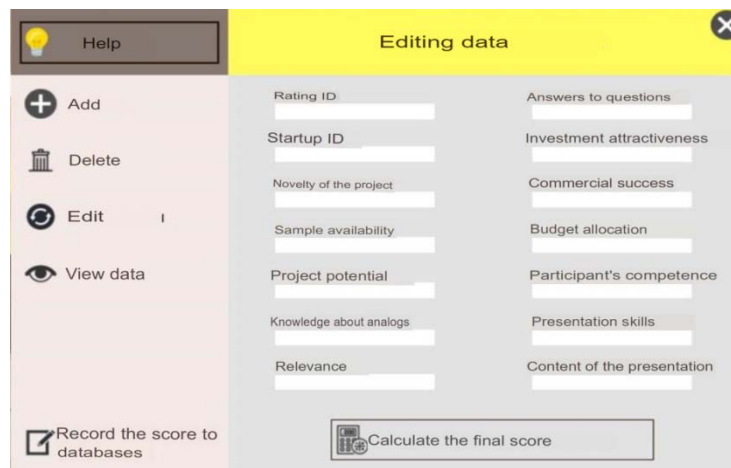 Help
Editing data
Add
Delete
Edit
View data
Record the score to
databases
Rating ID
Startup ID
Novelty of the project
Sample availability
Project potential
Knowledge about analogs
Relevance
Answers to questions
Investment attractiveness
Commercial success
Budget allocation
Participant's competence
Presentation skills
Content of the presentation
Calculate the final score